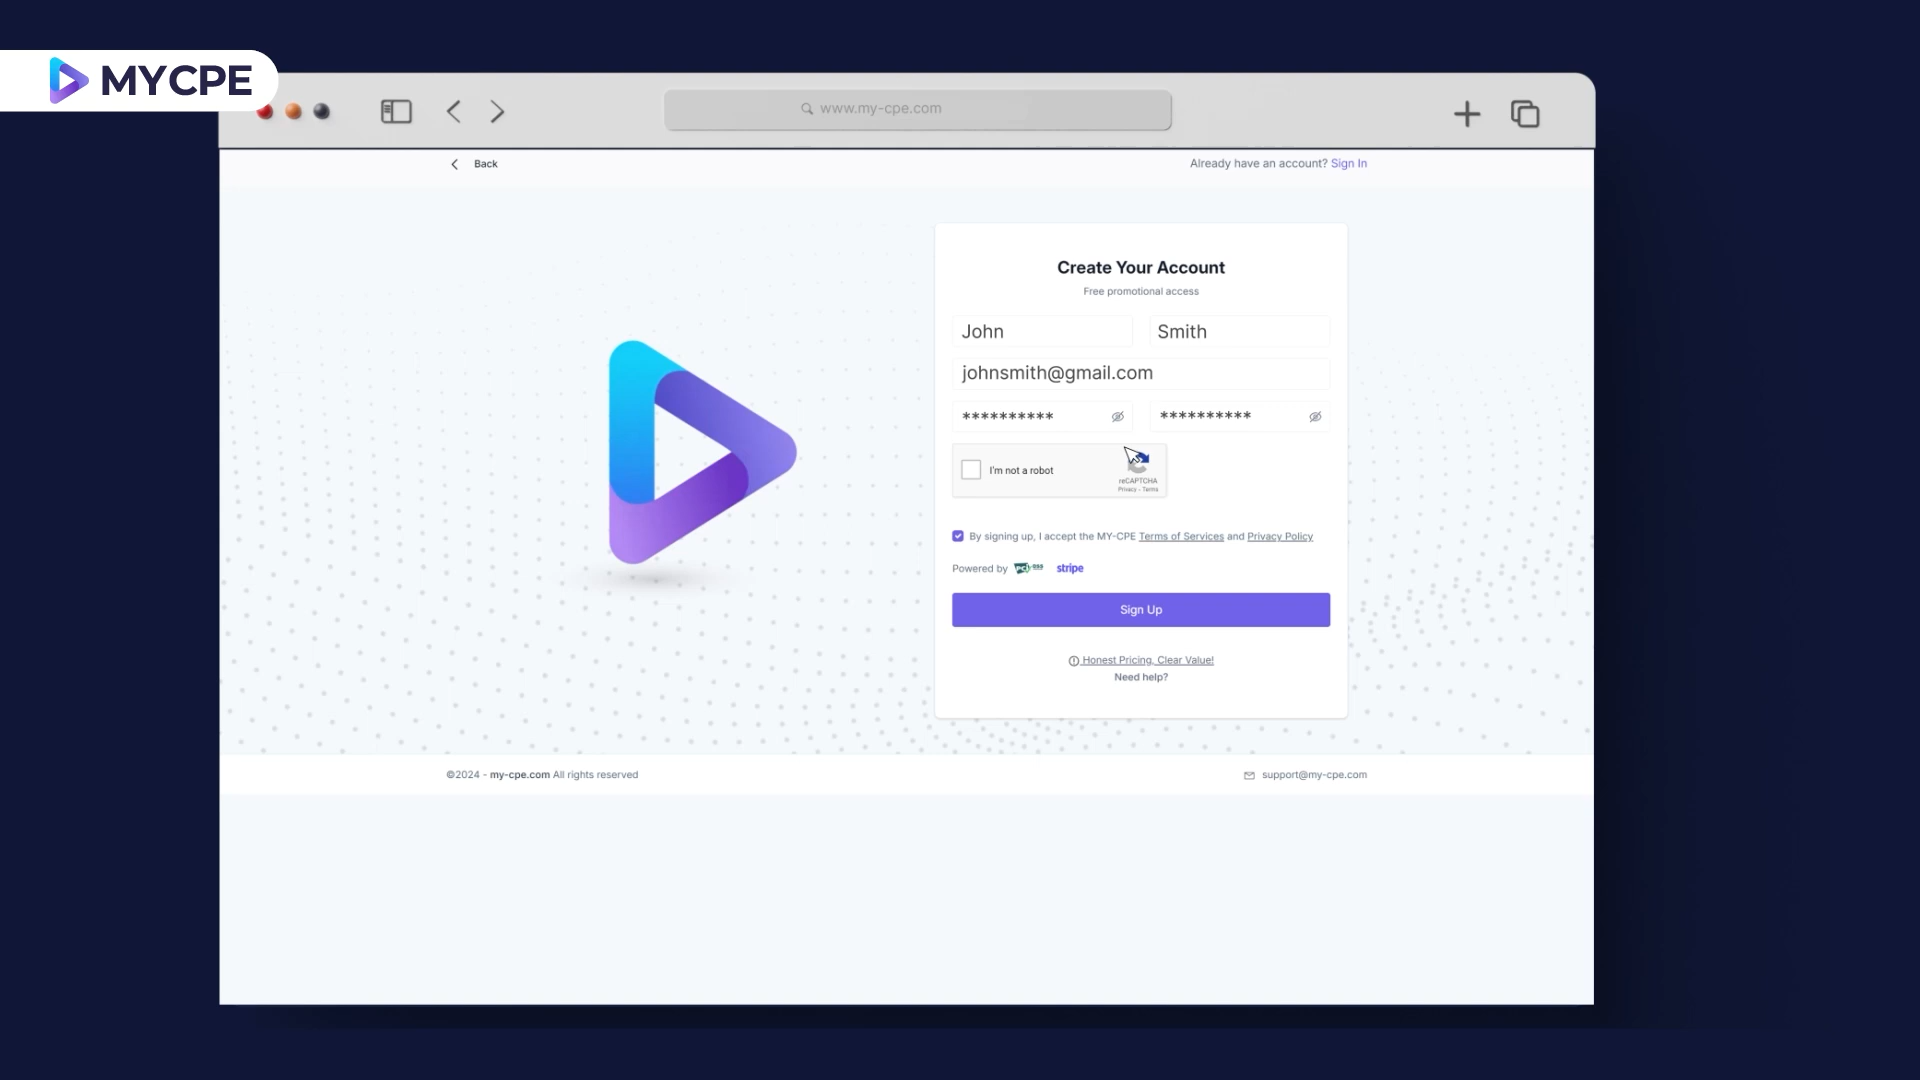 MYCPE
www.my-cpe.com
Back
Already have an account? Sign In
Create Your Account
Free promotional access
John
Smith
johnsmith@gmail.com
**********
**********
I'm not a robot
reCAPTCHA
Privacy - Terms
By signing up, I accept the MY-CPE Terms of Services and Privacy Policy
Powered by PCI DSS stripe
Sign Up
Honest Pricing, Clear Value!
Need help?
©2024 - my-cpe.com All rights reserved
support@my-cpe.com